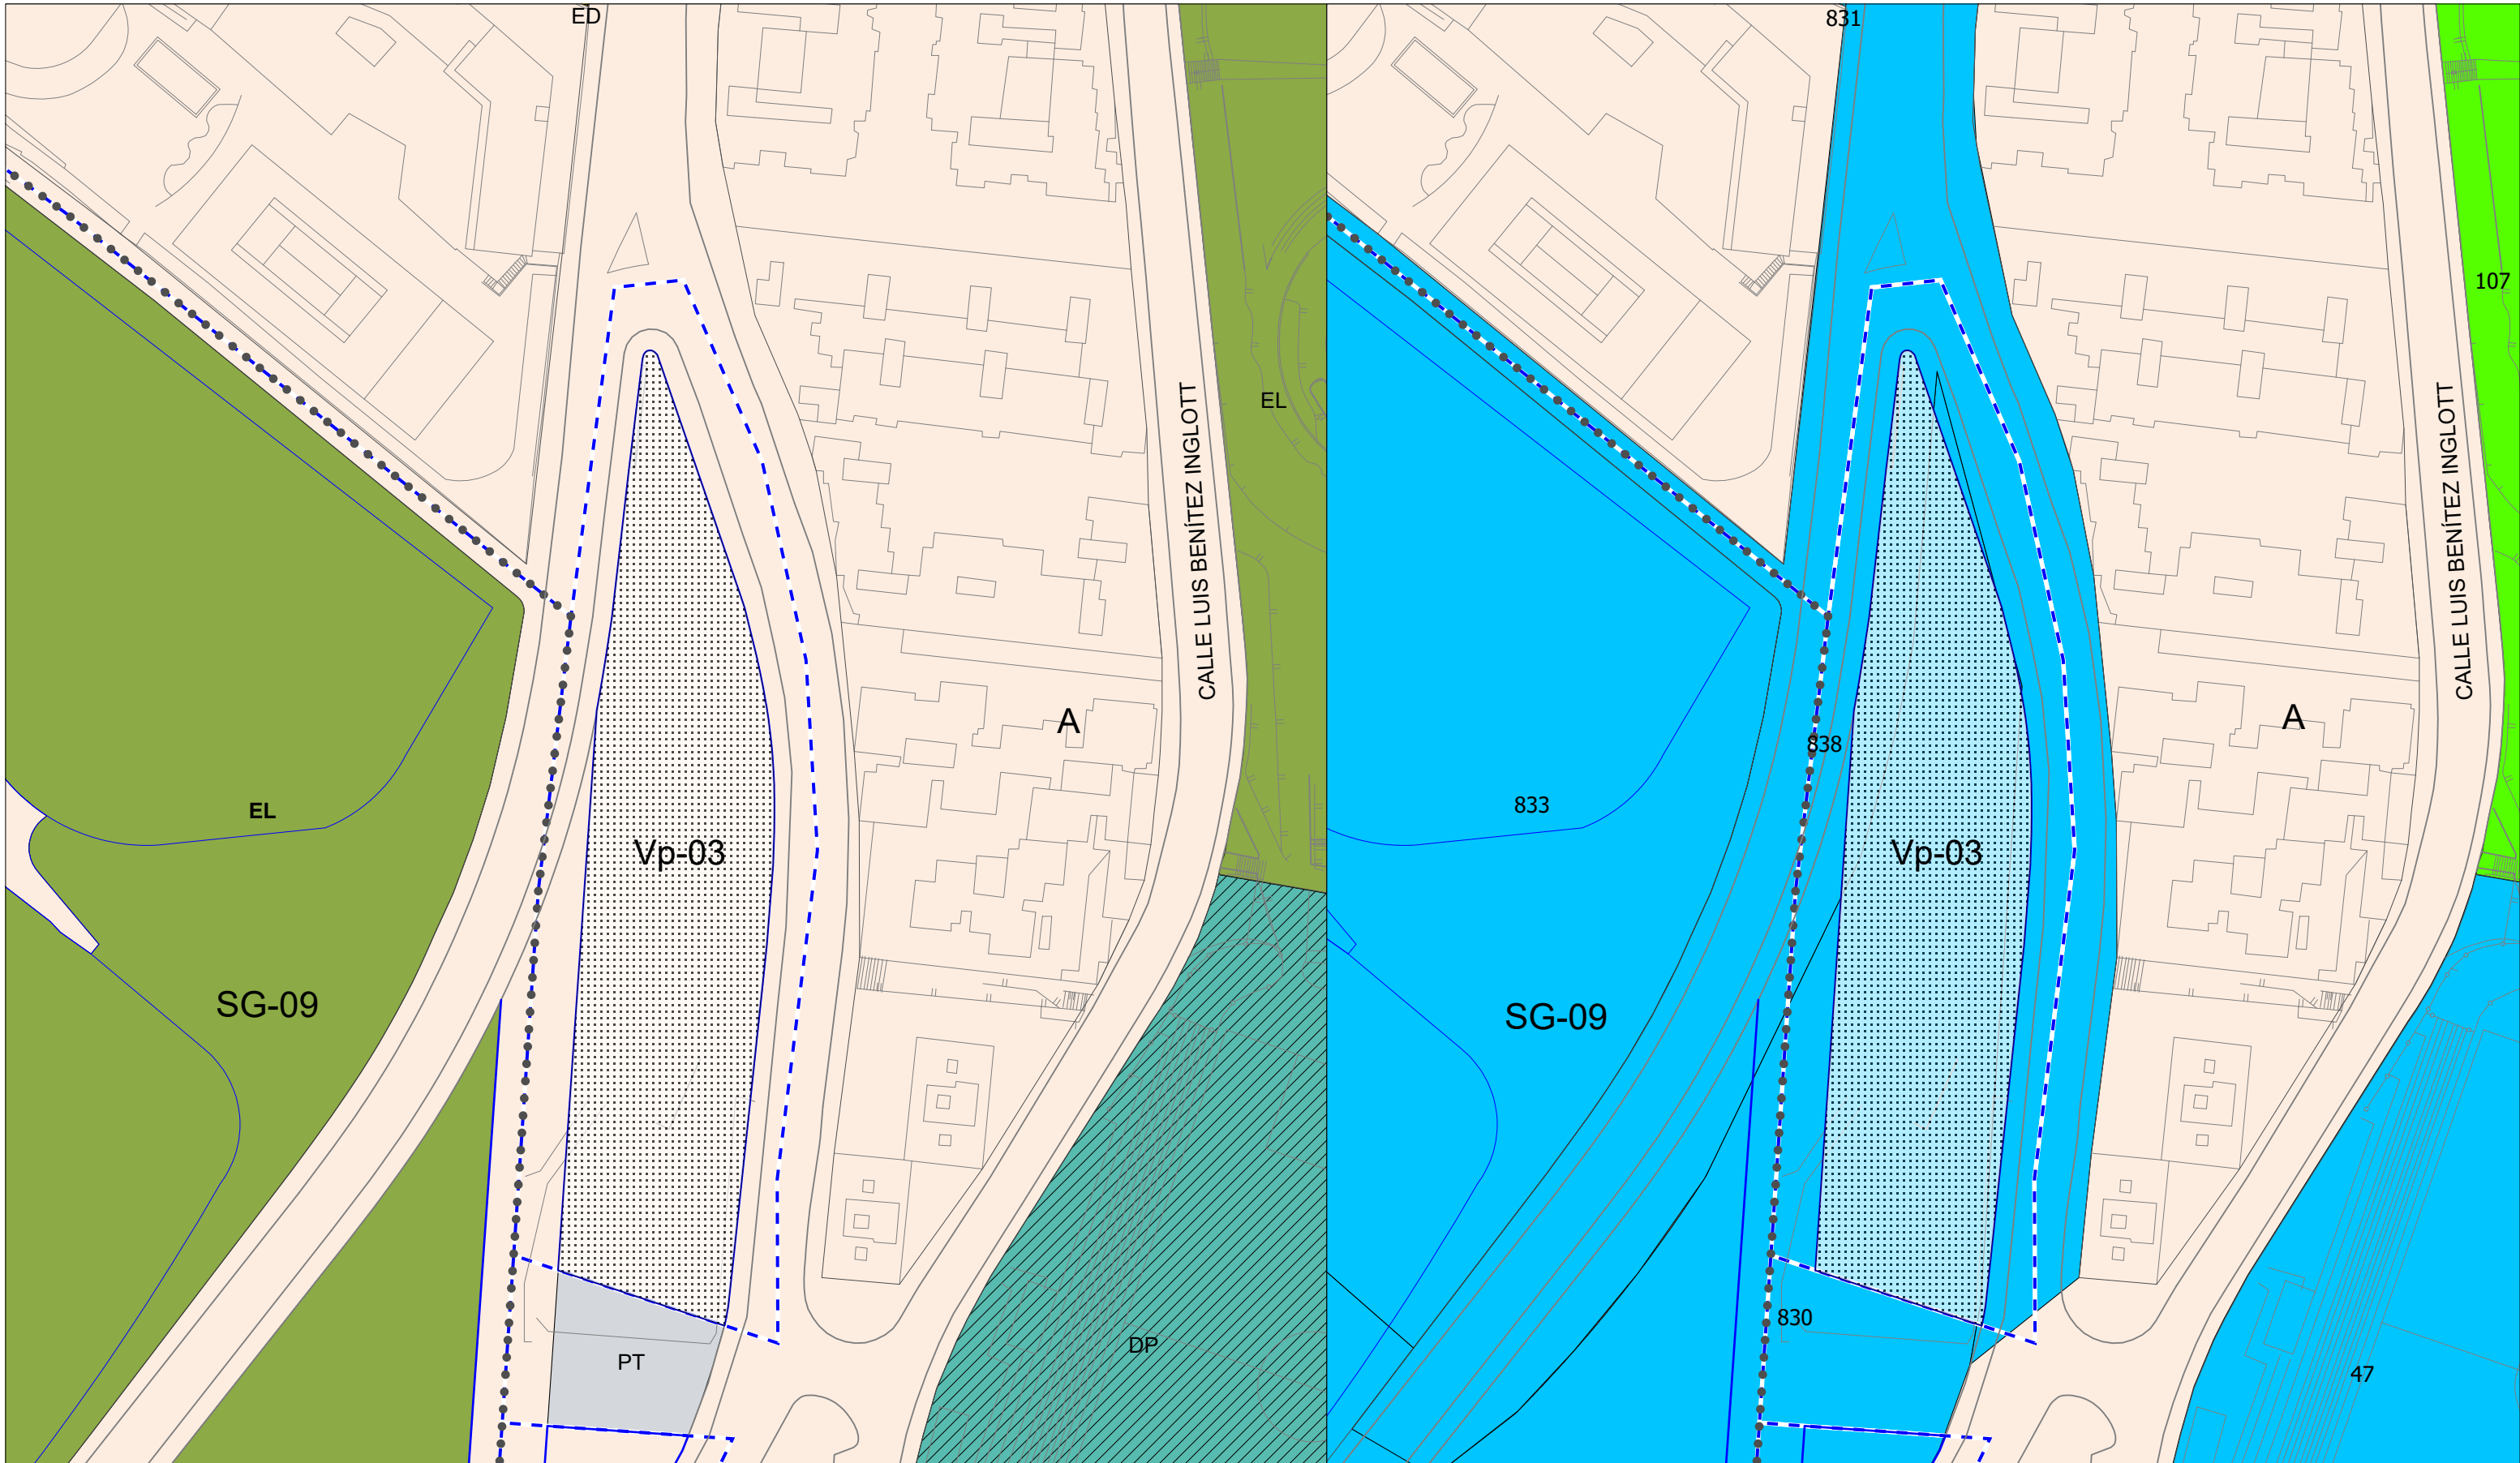 ED
EL
CALLE LUIS BENÍTEZ INGLOTT
A
EL
Vp-03
SG-09
DP
PT
831
107
CALLE LUIS BENÍTEZ INGLOTT
A
838
833
Vp-03
SG-09
830
47